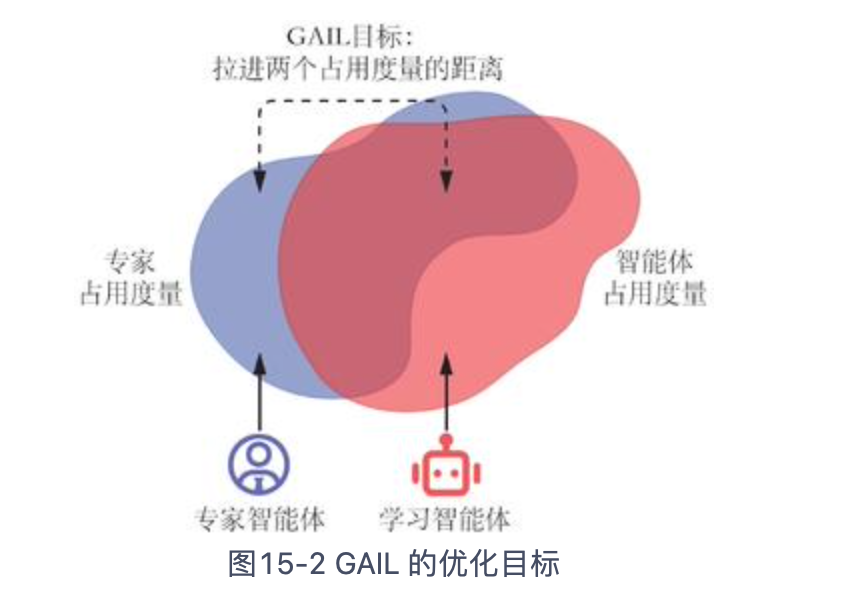 GAIL目标：
拉进两个占用度量的距离
专家
占用度量
智能体
占用度量
专家智能体
学习智能体
图15-2 GAIL 的优化目标